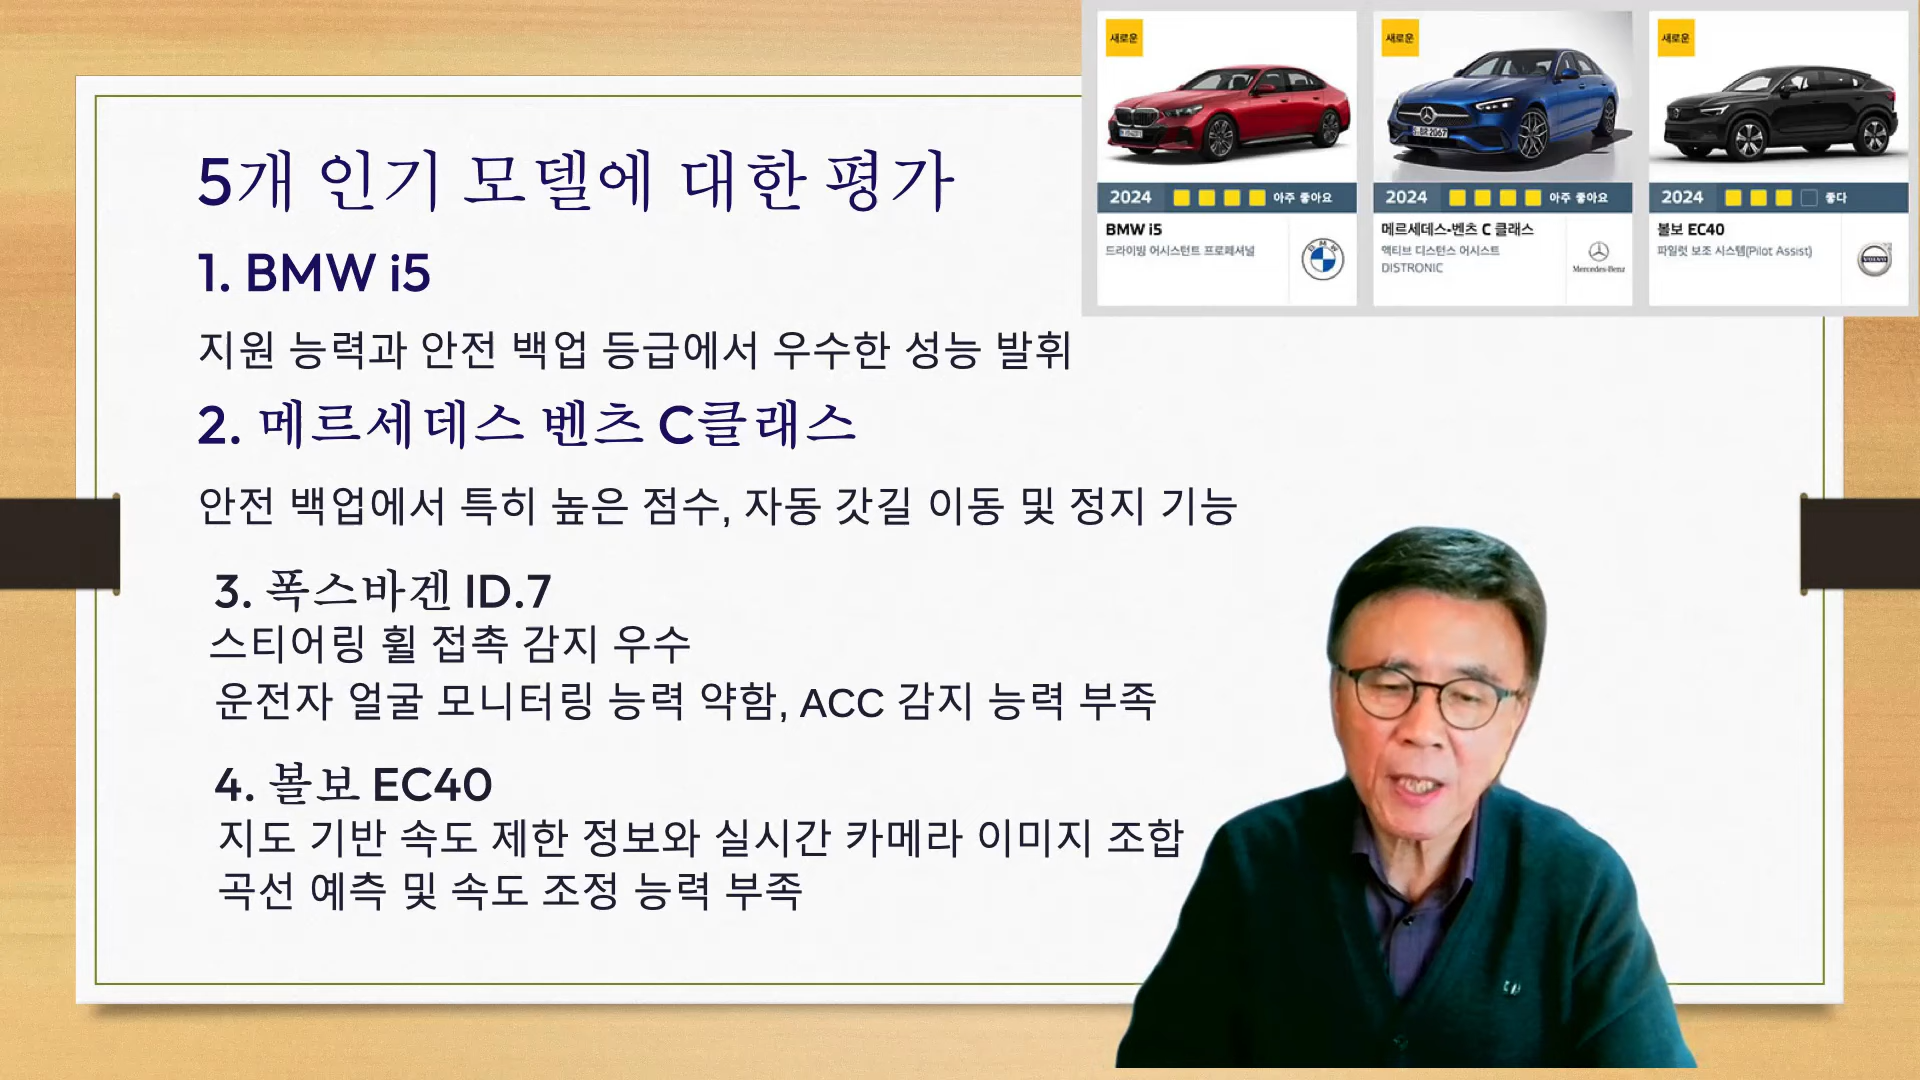 5개 인기 모델에 대한 평가
1. BMW i5
지원 능력과 안전 백업 등급에서 우수한 성능 발휘
2. 메르세데스 벤츠 C클래스
안전 백업에서 특히 높은 점수, 자동 갓길 이동 및 정지 기능
3. 폭스바겐 ID.7
스티어링 휠 접촉 감지 우수
운전자 얼굴 모니터링 능력 약함, ACC 감지 능력 부족
4. 볼보 EC40
지도 기반 속도 제한 정보와 실시간 카메라 이미지 조합
곡선 예측 및 속도 조정 능력 부족
새로운
2024 아주 좋아요
BMW i5
드라이빙 어시스턴트 프로페셔널
BMW
새로운
S·BR 2067
2024 아주 좋아요
메르세데스-벤츠 C 클래스
액티브 디스턴스 어시스트
DISTRONIC
Mercedes-Benz
새로운
2024 좋다
볼보 EC40
파일럿 보조 시스템(Pilot Assist)
VOLVO